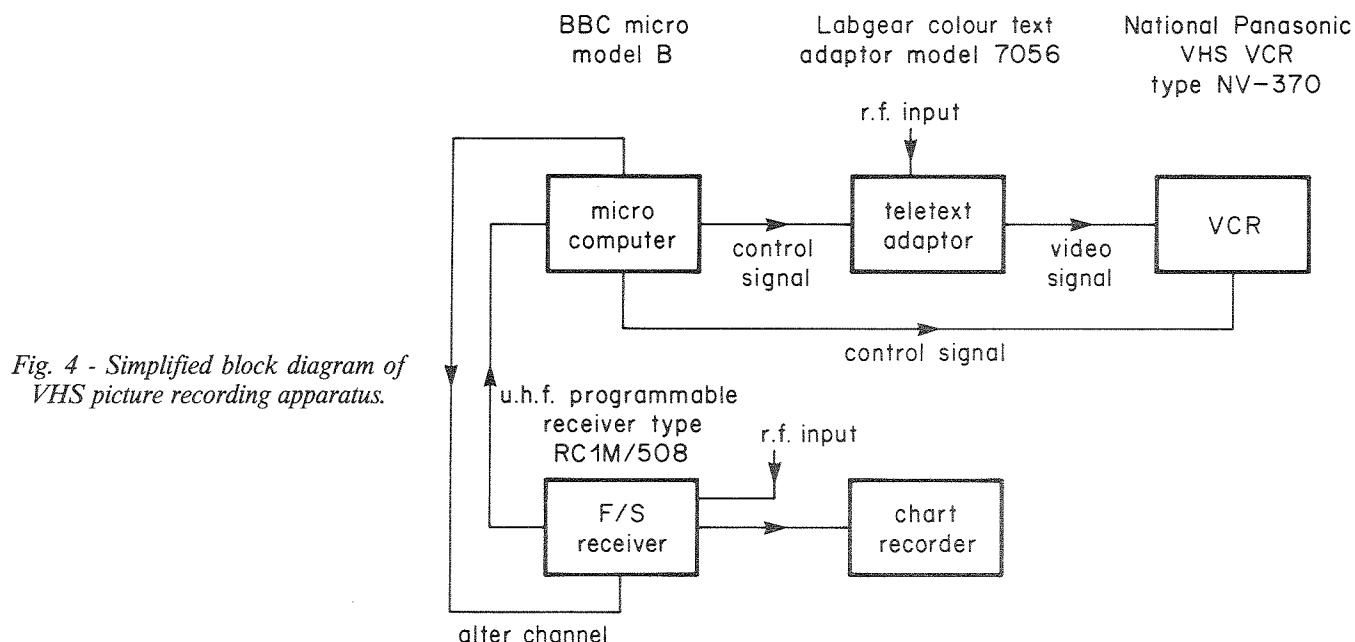 BBC micro
model B
Labgear colour text
adaptor model 7056
National Panasonic
VHS VCR
type NV-370
r.f. input
micro
computer
control
signal
teletext
adaptor
video
signal
VCR
control signal
Fig. 4 - Simplified block diagram of
VHS picture recording apparatus.
u.h.f. programmable
receiver type
RC1M/508
r.f. input
F/S
receiver
chart
recorder
alter channel